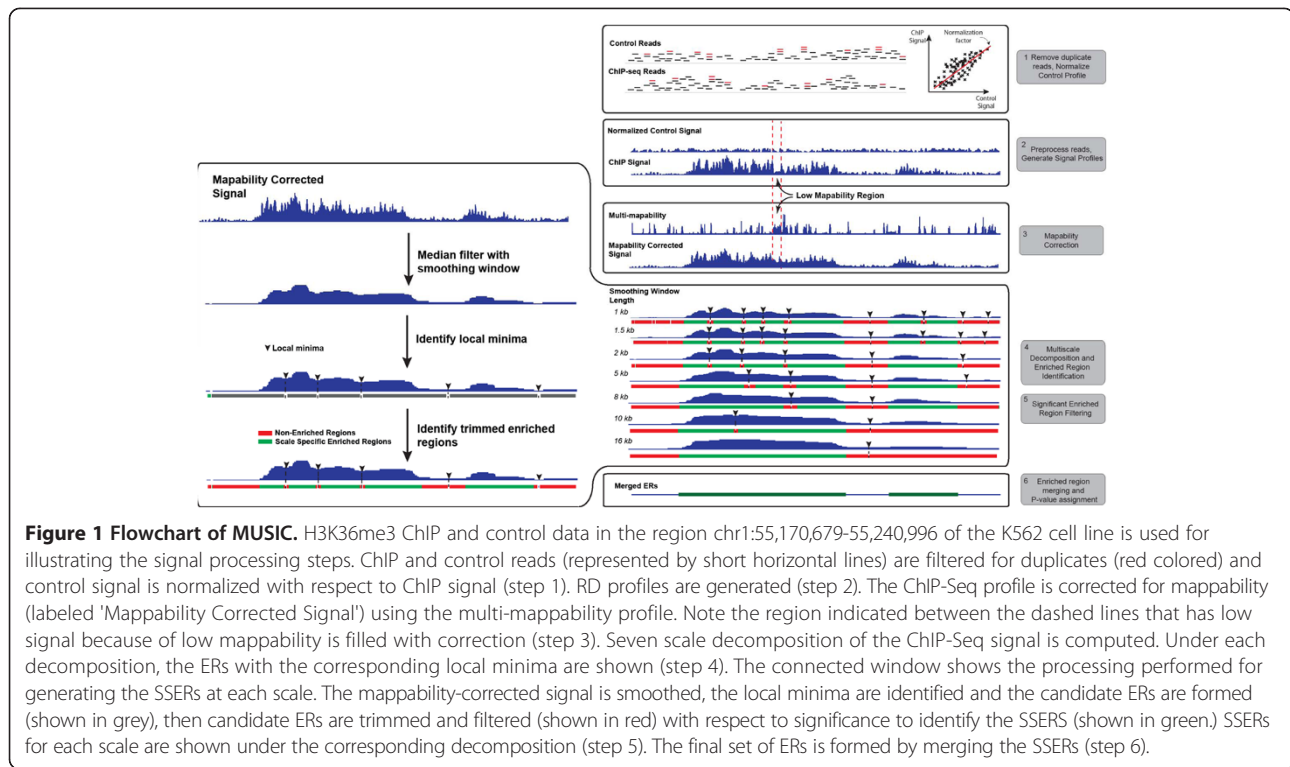 Control Reads
ChIP-seq Reads
ChIP
Signal
Normalization
factor
Control
Signal
1 Remove duplicate
reads, Normalize
Control Profile
Normalized Control Signal
ChIP Signal
2 Preprocess reads,
Generate Signal Profiles
Low Mapability Region
Multi-mapability
Mapability Corrected
Signal
3 Mapability
Correction
Mapability Corrected
Signal
Median filter with
smoothing window
Identify local minima
Local minima
Identify trimmed enriched
regions
Non-Enriched Regions
Scale Specific Enriched Regions
Smoothing Window
Length
1 kb
1.5 kb
2 kb
5 kb
8 kb
10 kb
16 kb
4 Multiscale
Decomposition and
Enriched Region
Identification
5 Significant Enriched
Region Filtering
Merged ERs
6 Enriched region
merging and
P-value assignment
Figure 1 Flowchart of MUSIC. H3K36me3 ChIP and control data in the region chr1:55,170,679-55,240,996 of the K562 cell line is used for
illustrating the signal processing steps. ChIP and control reads (represented by short horizontal lines) are filtered for duplicates (red colored) and
control signal is normalized with respect to ChIP signal (step 1). RD profiles are generated (step 2). The ChIP-Seq profile is corrected for mappability
(labeled 'Mappability Corrected Signal') using the multi-mappability profile. Note the region indicated between the dashed lines that has low
signal because of low mappability is filled with correction (step 3). Seven scale decomposition of the ChIP-Seq signal is computed. Under each
decomposition, the ERs with the corresponding local minima are shown (step 4). The connected window shows the processing performed for
generating the SSERs at each scale. The mappability-corrected signal is smoothed, the local minima are identified and the candidate ERs are formed
(shown in grey), then candidate ERs are trimmed and filtered (shown in red) with respect to significance to identify the SSERS (shown in green.) SSERs
for each scale are shown under the corresponding decomposition (step 5). The final set of ERs is formed by merging the SSERs (step 6).